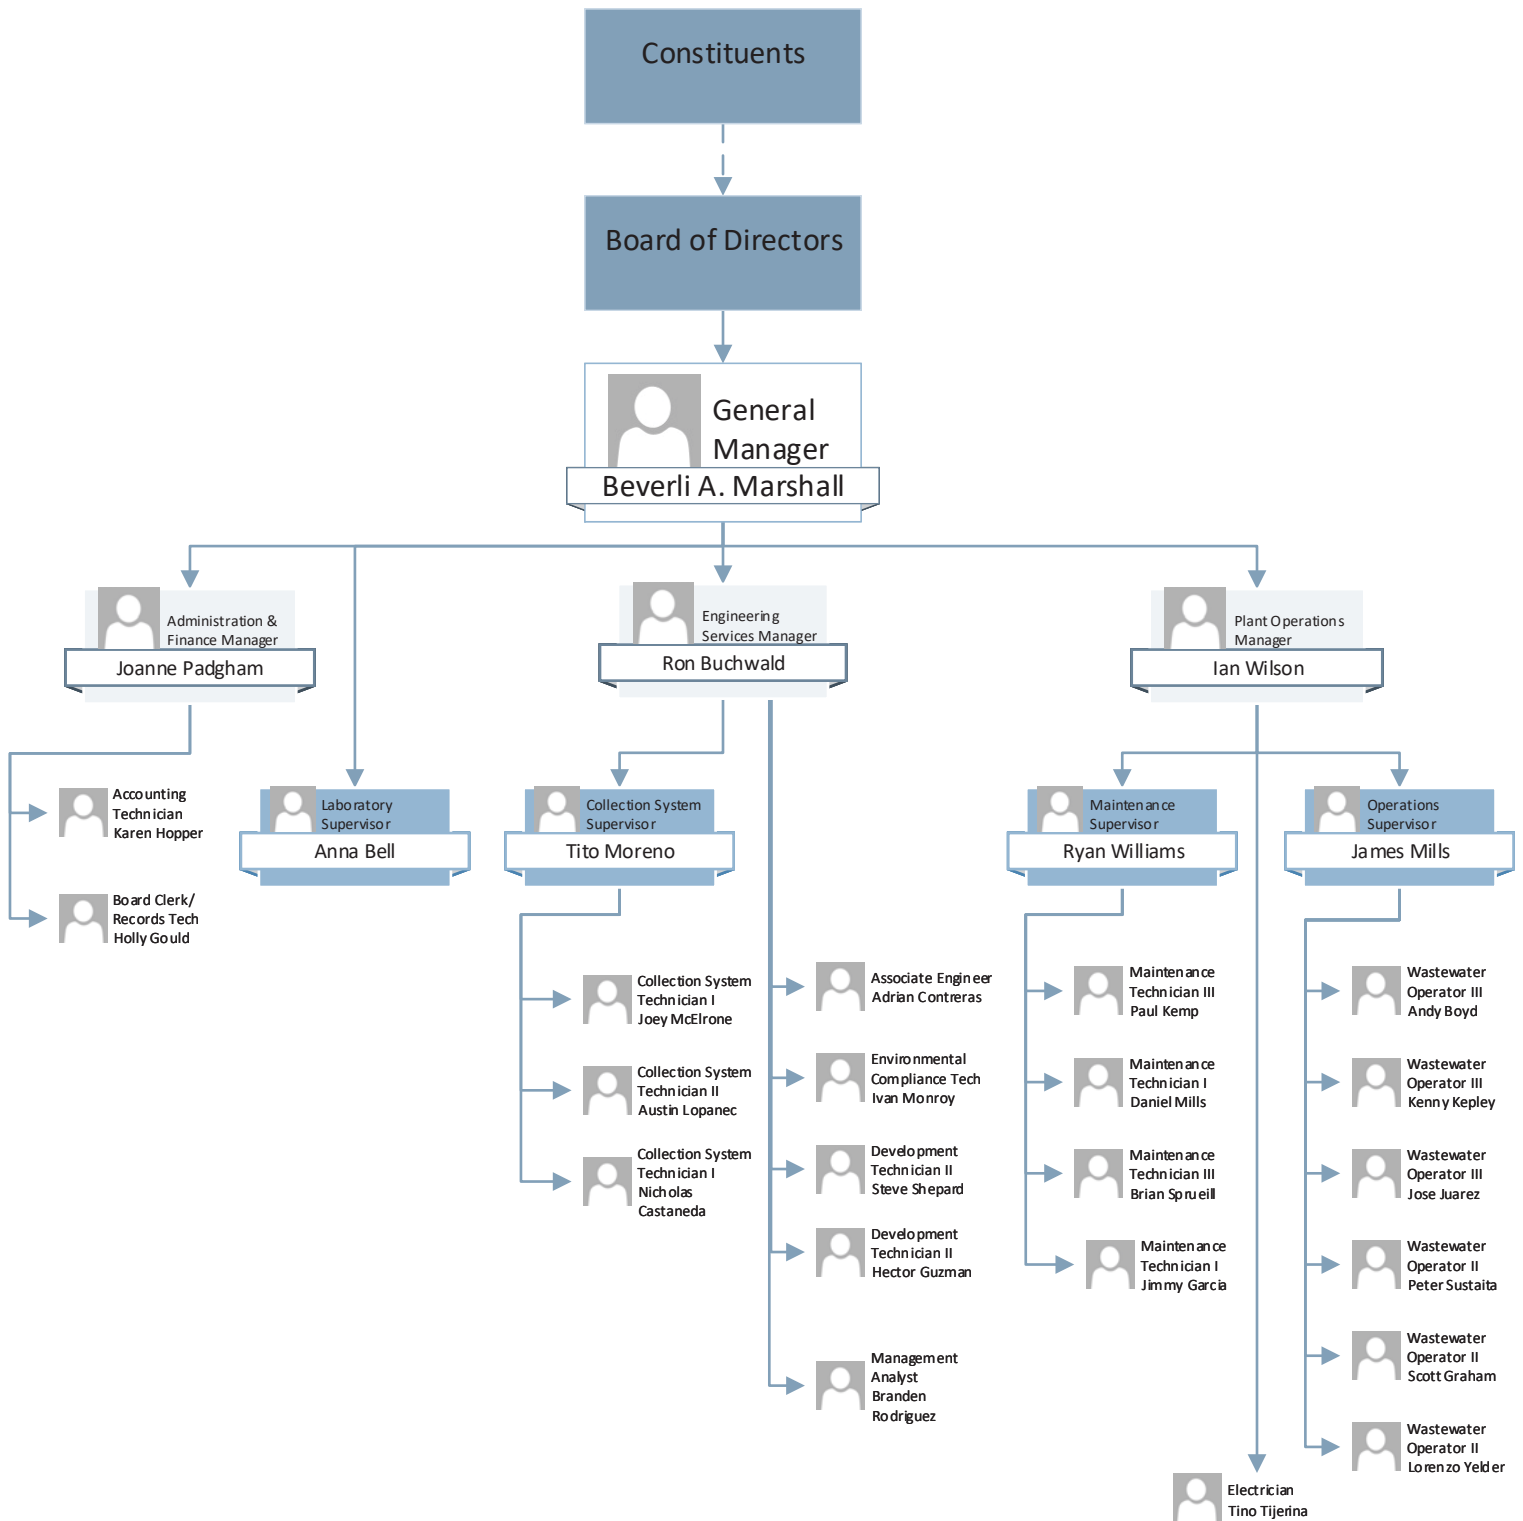 Constituents
Board of Directors
General
Manager
Beverli A. Marshall
Administration &
Finance Manager
Joanne Padgham
Engineering
Services Manager
Ron Buchwald
Plant Operations
Manager
Ian Wilson
Accounting
Technician
Karen Hopper
Board Clerk/
Records Tech
Holly Gould
Laboratory
Supervisor
Anna Bell
Collection System
Supervisor
Tito Moreno
Collection System
Technician I
Joey McElrone
Collection System
Technician II
Austin Lopanec
Collection System
Technician I
Nicholas
Castaneda
Associate Engineer
Adrian Contreras
Environmental
Compliance Tech
Ivan Monroy
Development
Technician II
Steve Shepard
Development
Technician II
Hector Guzman
Management
Analyst
Branden
Rodriguez
Maintenance
Supervisor
Ryan Williams
Maintenance
Technician III
Paul Kemp
Maintenance
Technician I
Daniel Mills
Maintenance
Technician III
Brian Sprueill
Maintenance
Technician I
Jimmy Garcia
Operations
Supervisor
James Mills
Wastewater
Operator III
Andy Boyd
Wastewater
Operator III
Kenny Kepley
Wastewater
Operator III
Jose Juarez
Wastewater
Operator II
Peter Sustaita
Wastewater
Operator II
Scott Graham
Wastewater
Operator II
Lorenzo Yelder
Electrician
Tino Tijerina